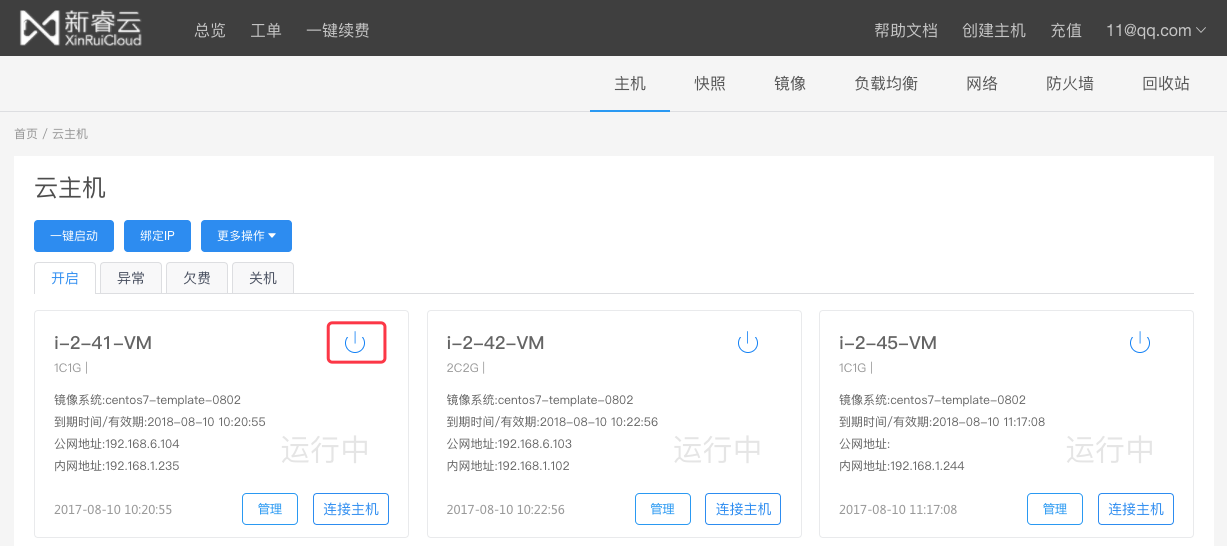 新睿云
XinRuiCloud
总览 工单 一键续费 帮助文档 创建主机 充值 11@qq.com
主机 快照 镜像 负载均衡 网络 防火墙 回收站
首页 / 云主机
云主机
一键启动 绑定IP 更多操作
开启 异常 欠费 关机
i-2-41-VM
1C1G |
镜像系统:centos7-template-0802
到期时间/有效期:2018-08-10 10:20:55
公网地址:192.168.6.104
内网地址:192.168.1.235
运行中
2017-08-10 10:20:55 管理 连接主机
i-2-42-VM
2C2G |
镜像系统:centos7-template-0802
到期时间/有效期:2018-08-10 10:22:56
公网地址:192.168.6.103
内网地址:192.168.1.102
运行中
2017-08-10 10:22:56 管理 连接主机
i-2-45-VM
1C1G |
镜像系统:centos7-template-0802
到期时间/有效期:2018-08-10 11:17:08
公网地址:
内网地址:192.168.1.244
运行中
2017-08-10 11:17:08 管理 连接主机